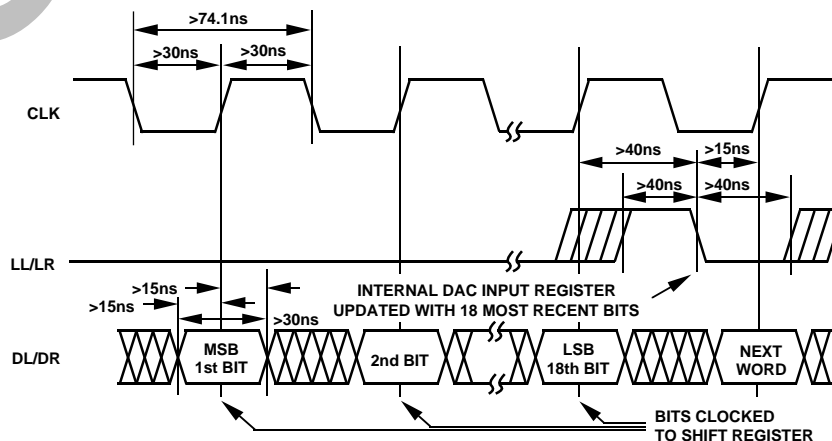 >74.1ns
>30ns >30ns
CLK
>40ns >15ns
>40ns >40ns
LL/LR
>15ns
>15ns
>30ns
INTERNAL DAC INPUT REGISTER
UPDATED WITH 18 MOST RECENT BITS
DL/DR
MSB
1st BIT
2nd BIT
LSB
18th BIT
NEXT
WORD
BITS CLOCKED
TO SHIFT REGISTER